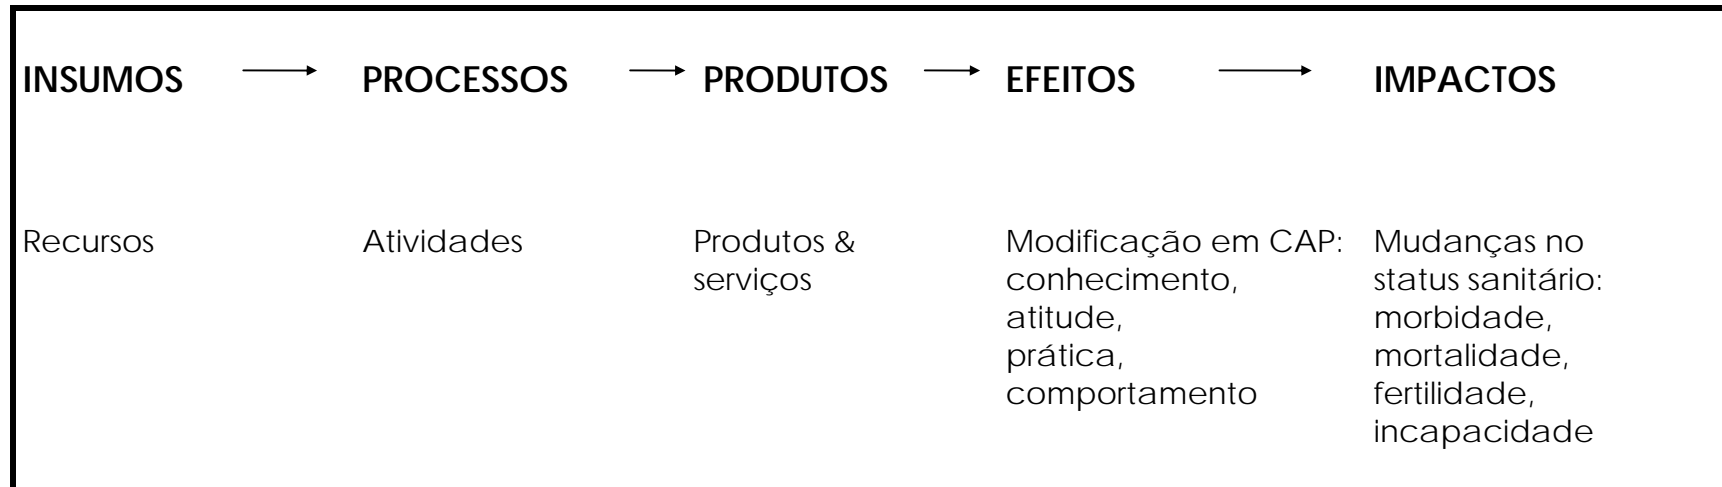 INSUMOS PROCESSOS PRODUTOS EFEITOS IMPACTOS
Recursos
Atividades
Produtos &
serviços
Modificação em CAP:
conhecimento,
atitude,
prática,
comportamento
Mudanças no
status sanitário:
morbidade,
mortalidade,
fertilidade,
incapacidade